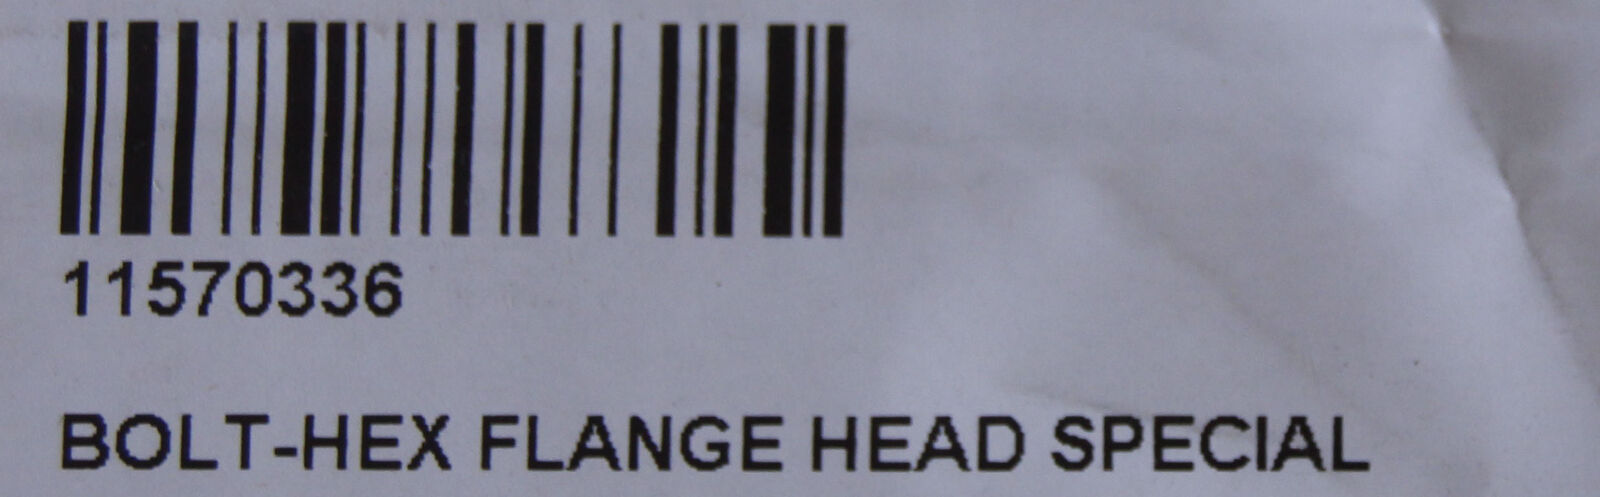 11570336
BOLT-HEX FLANGE HEAD SPECIAL